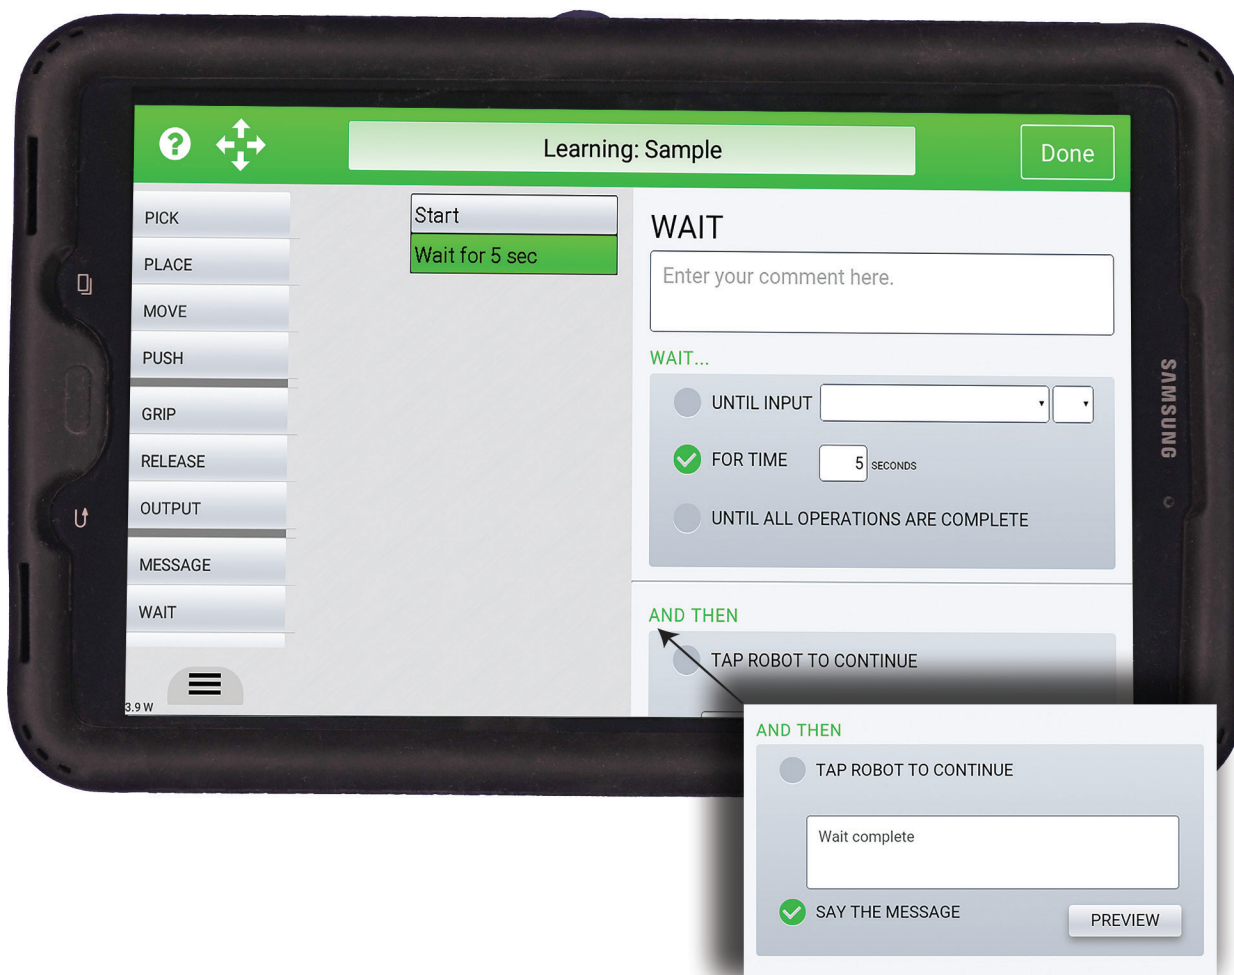 ?
Learning: Sample
Done
PICK
PLACE
MOVE
PUSH
GRIP
RELEASE
OUTPUT
MESSAGE
WAIT
3.9 W
Start
Wait for 5 sec
WAIT
Enter your comment here.
WAIT...
UNTIL INPUT
FOR TIME 5 SECONDS
UNTIL ALL OPERATIONS ARE COMPLETE
AND THEN
TAP ROBOT TO CONTINUE
SAMSUNG
AND THEN
TAP ROBOT TO CONTINUE
Wait complete
SAY THE MESSAGE
PREVIEW